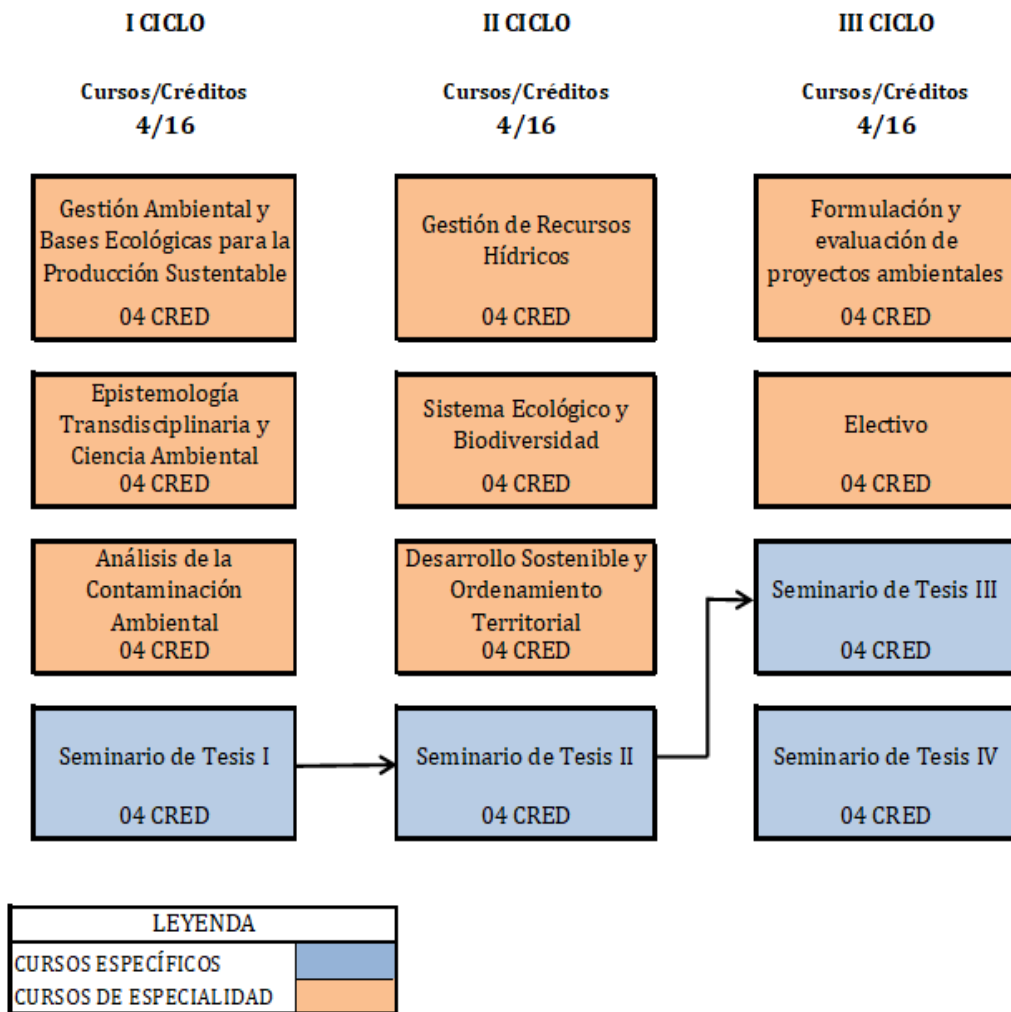 I CICLO
II CICLO
III CICLO
Cursos/Créditos
4/16
Cursos/Créditos
4/16
Cursos/Créditos
4/16
Gestión Ambiental y
Bases Ecológicas para la
Producción Sustentable
04 CRED
Gestión de Recursos
Hídricos
04 CRED
Formulación y
evaluación de
proyectos ambientales
04 CRED
Epistemología
Transdisciplinaria y
Ciencia Ambiental
04 CRED
Sistema Ecológico y
Biodiversidad
04 CRED
Electivo
04 CRED
Análisis de la
Contaminación
Ambiental
04 CRED
Desarrollo Sostenible y
Ordenamiento
Territorial
04 CRED
Seminario de Tesis III
04 CRED
Seminario de Tesis I
04 CRED
Seminario de Tesis II
04 CRED
Seminario de Tesis IV
04 CRED
LEYENDA
CURSOS ESPECÍFICOS
CURSOS DE ESPECIALIDAD